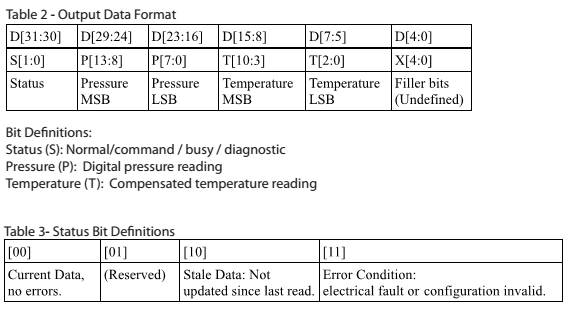 Table 2 - Output Data Format
D[31:30] D[29:24] D[23:16] D[15:8] D[7:5] D[4:0]
S[1:0] P[13:8] P[7:0] T[10:3] T[2:0] X[4:0]
Status Pressure Pressure Temperature Temperature Filler bits
MSB LSB MSB LSB (Undefined)
Bit Definitions:
Status (S): Normal/command / busy / diagnostic
Pressure (P): Digital pressure reading
Temperature (T): Compensated temperature reading
Table 3- Status Bit Definitions
[00] [01] [10] [11]
Current Data, (Reserved) Stale Data: Not Error Condition:
no errors. updated since last read. electrical fault or configuration invalid.